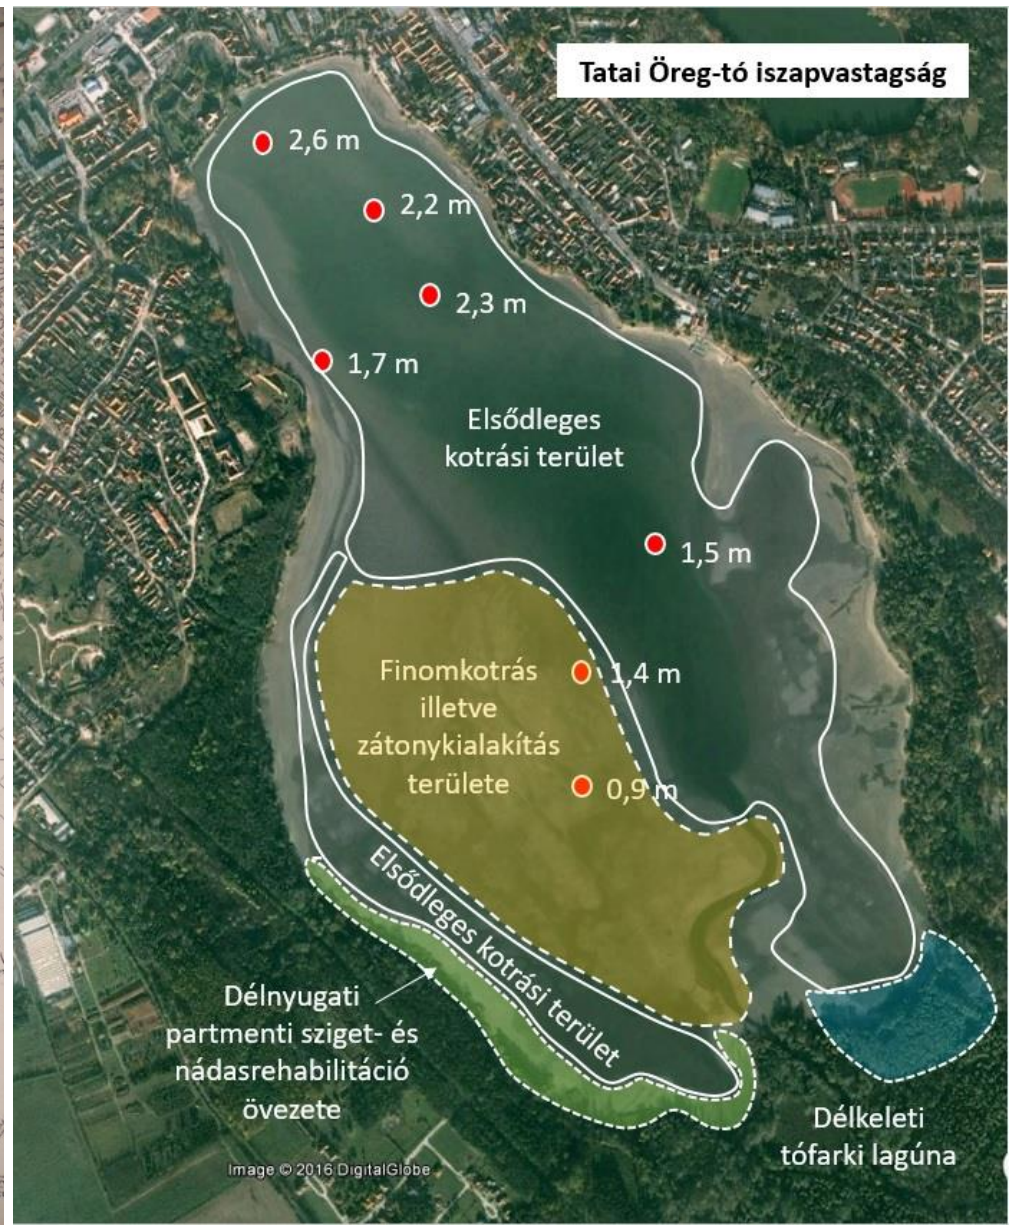 Tatai Öreg-tó iszapvastagság
2,6 m
2,2 m
2,3 m
1,7 m
Elsődleges
kotrási terület
1,5 m
Finomkotrás
illetve
zátonykialakítás
területe
1,4 m
0,9 m
Elsődleges kotrási terület
Délnyugati
partmenti sziget- és
nádasrehabilitáció
övezete
Délkeleti
tófarki lagúna
Image © 2016 DigitalGlobe